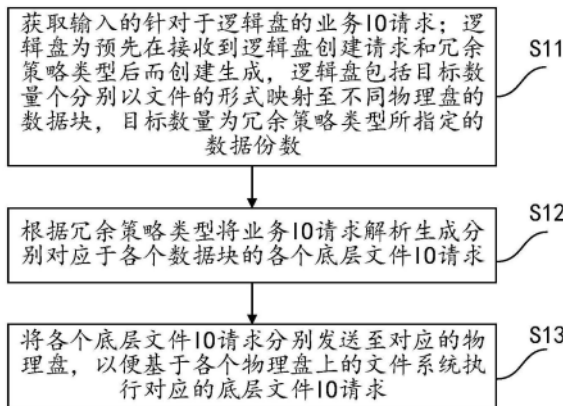 获取输入的针对于逻辑盘的业务IO请求；逻
辑盘为预先在接收到逻辑盘创建请求和冗余
策略类型后而创建生成，逻辑盘包括目标数
量个分别以文件的形式映射至不同物理盘的
数据块，目标数量为冗余策略类型所指定的
数据份数
S11
根据冗余策略类型将业务IO请求解析生成分
别对应于各个数据块的各个底层文件IO请求
S12
将各个底层文件IO请求分别发送至对应的物
理盘，以便基于各个物理盘上的文件系统执
行对应的底层文件IO请求
S13